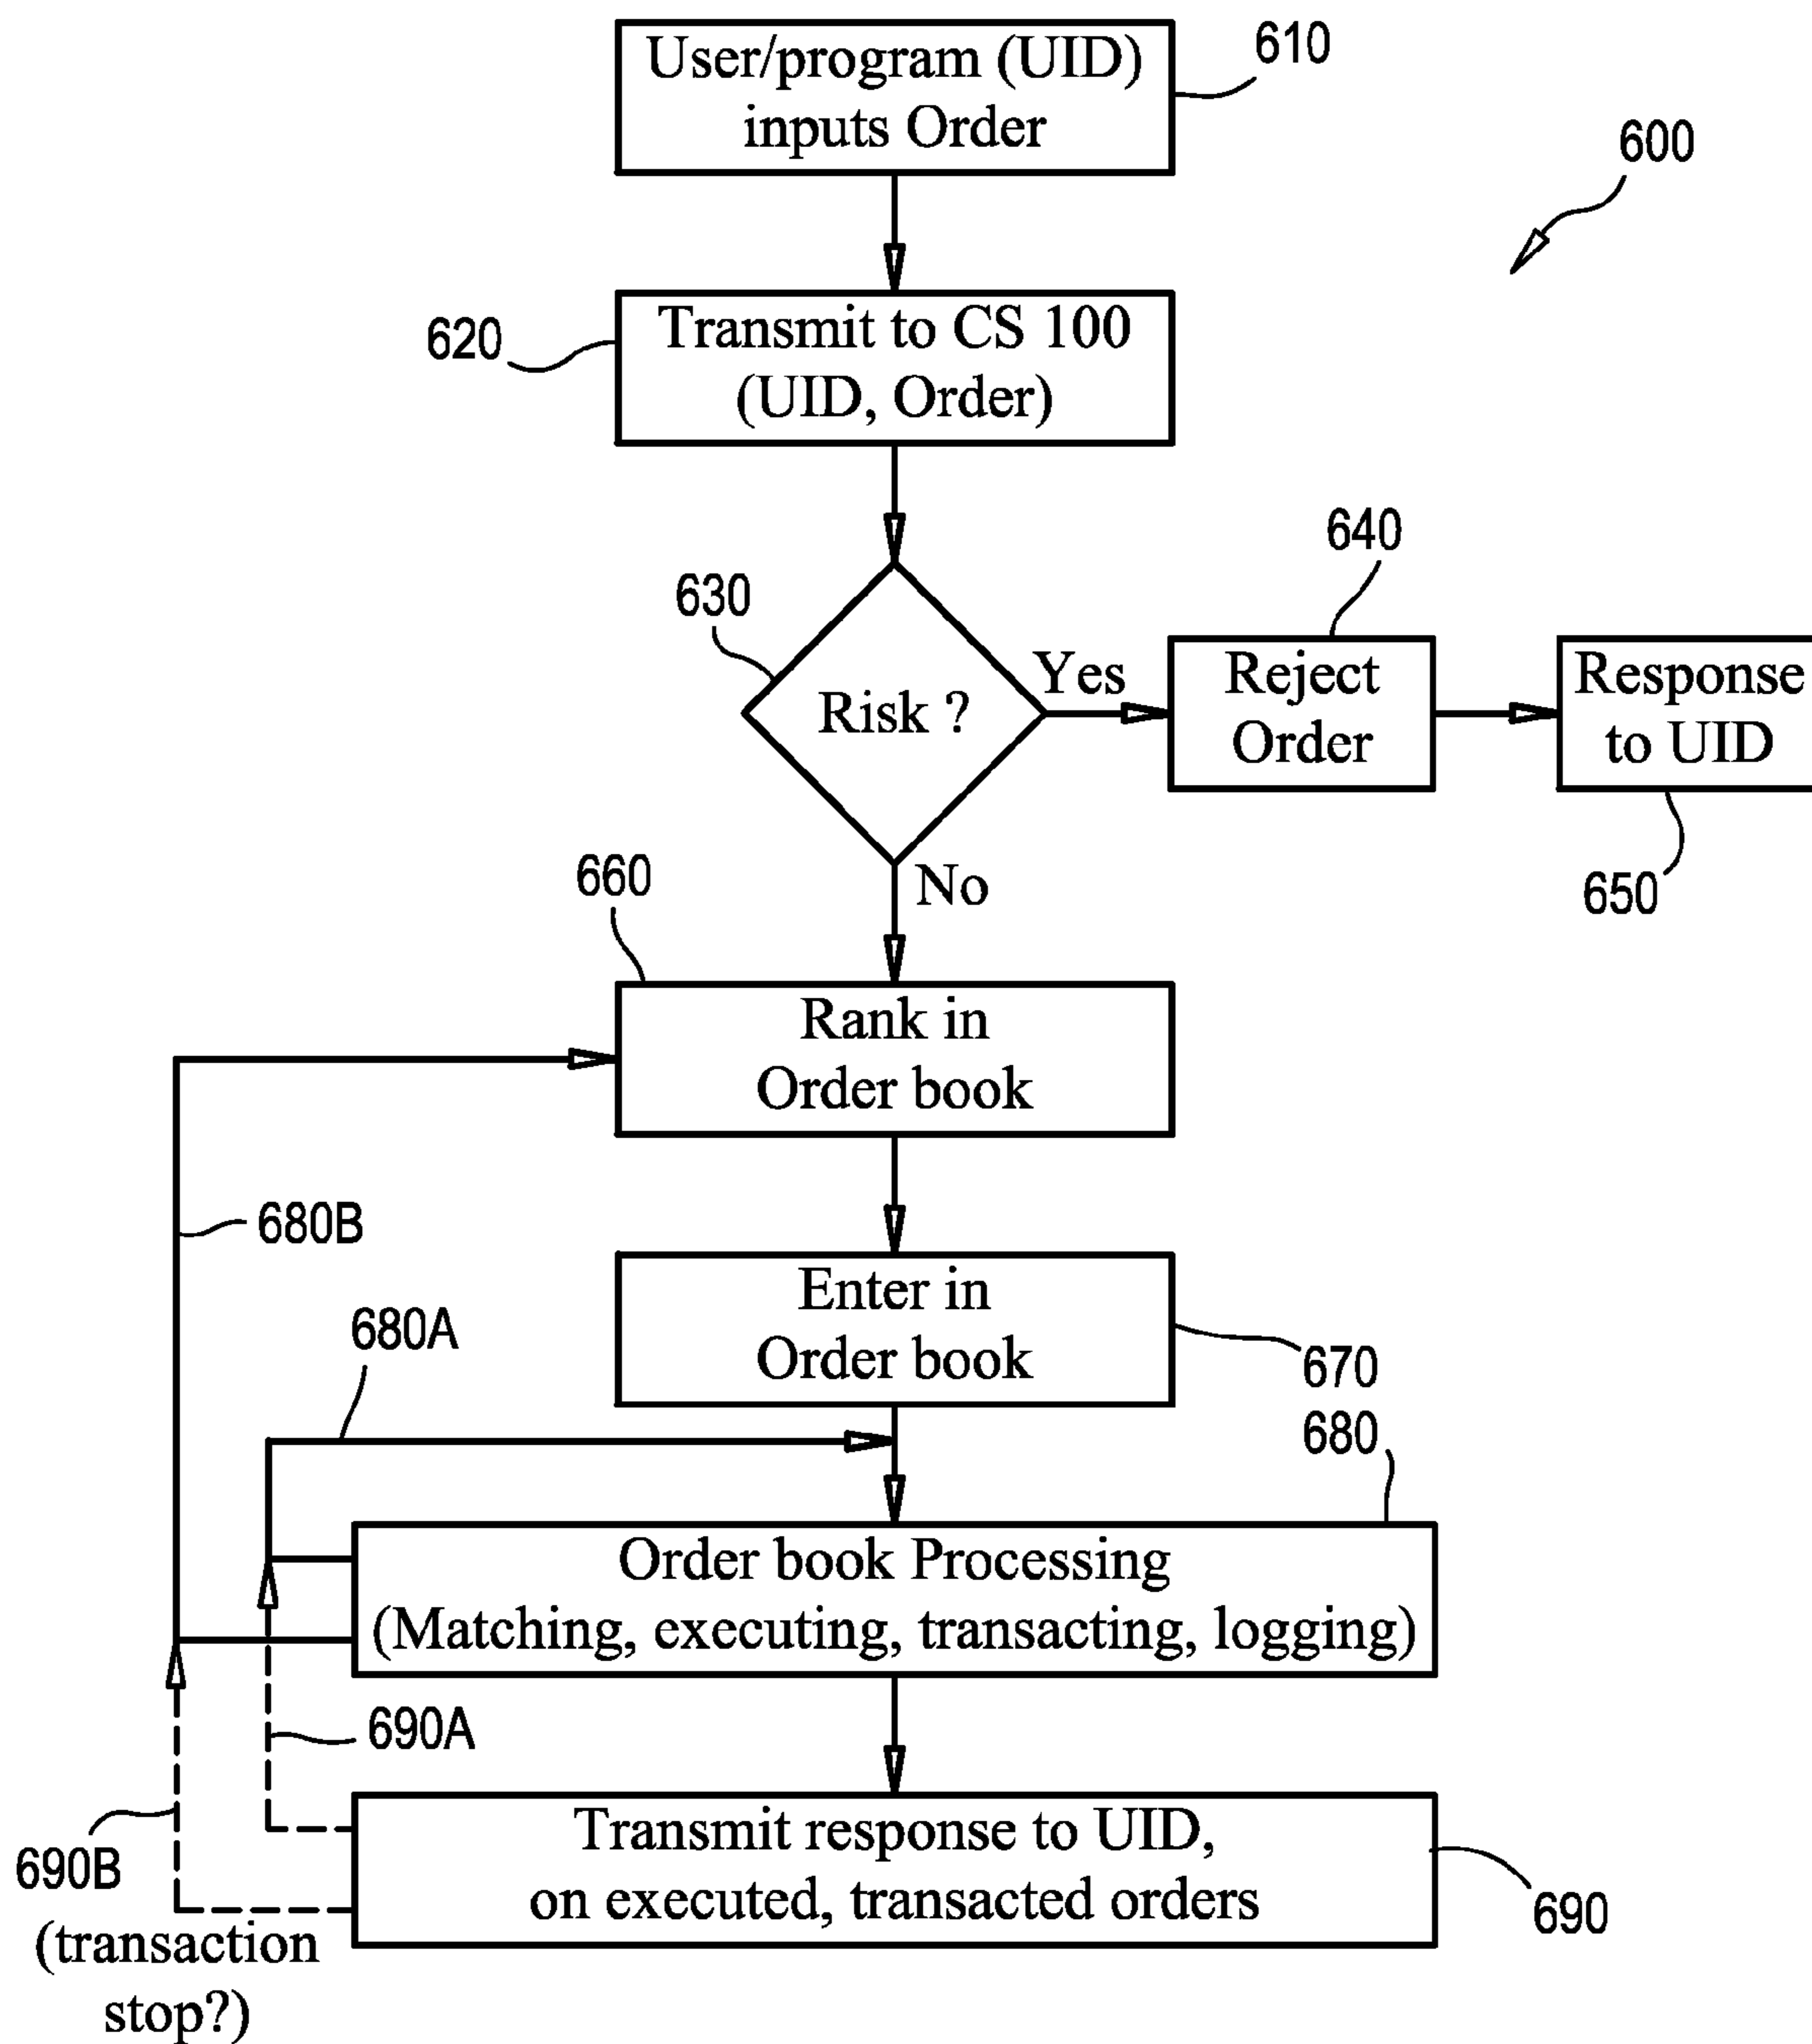 User/program (UID)
inputs Order
610
600
Transmit to CS 100
(UID, Order)
620
630
Risk ?
Yes
640
Reject
Order
Response
to UID
650
No
660
Rank in
Order book
680B
Enter in
Order book
670
680A
680
Order book Processing
(Matching, executing, transacting, logging)
690A
690B
Transmit response to UID,
on executed, transacted orders
690
(transaction
stop?)